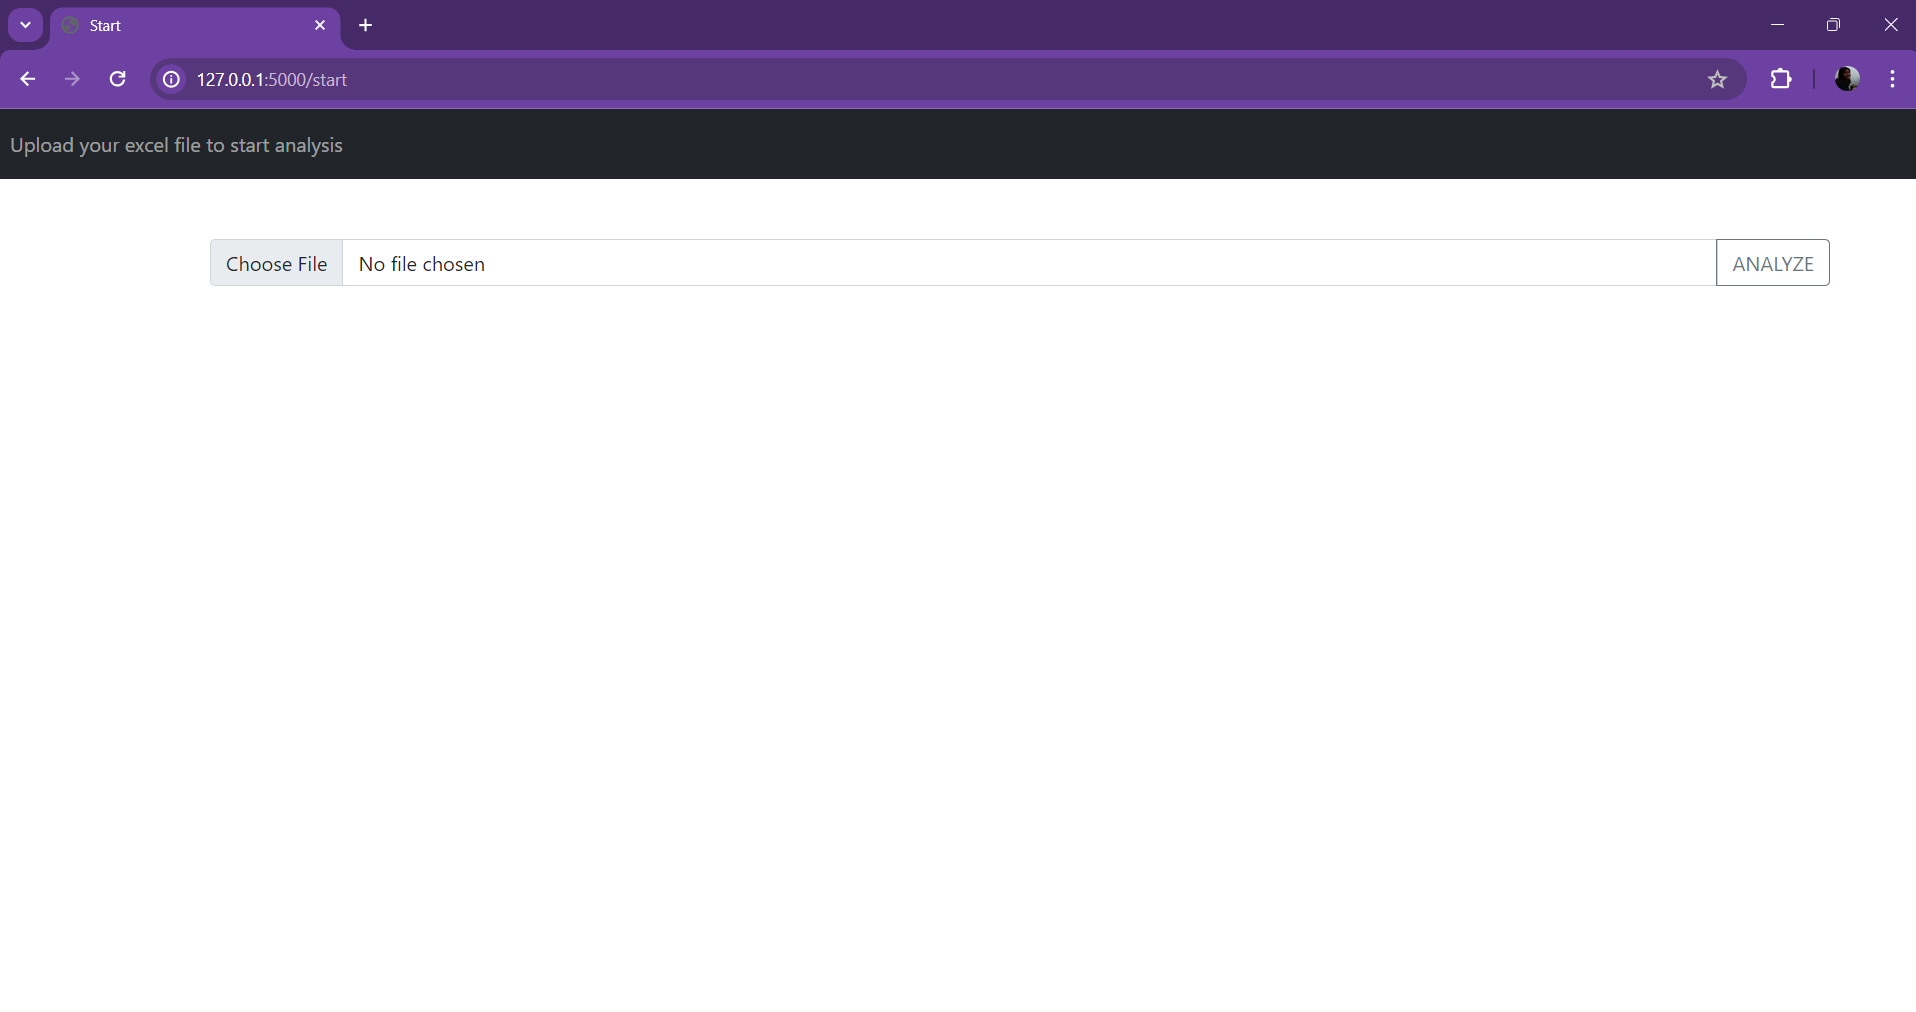 Start
127.0.0.1:5000/start
Upload your excel file to start analysis
Choose File No file chosen ANALYZE